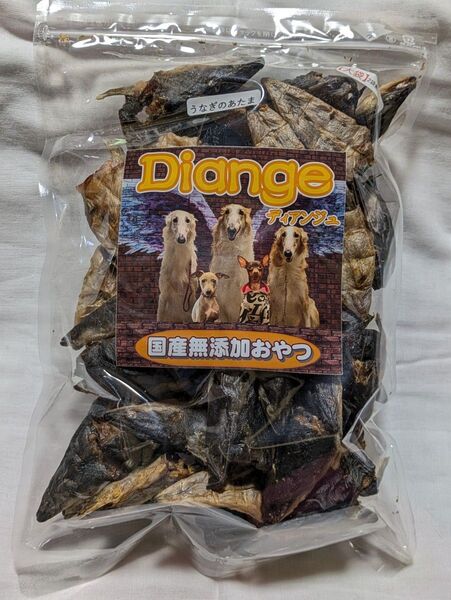 うなぎのあたま
Diange
ディアンジュ
国産無添加おやつ